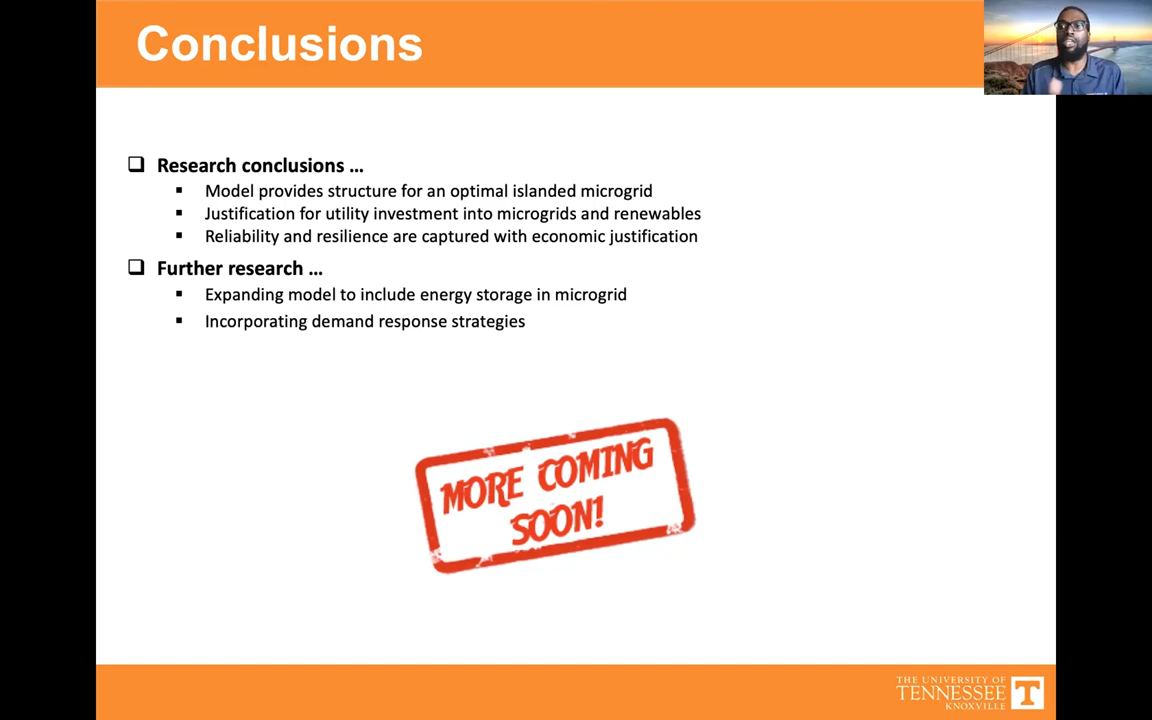 Conclusions
❑ Research conclusions ...
▪ Model provides structure for an optimal islanded microgrid
▪ Justification for utility investment into microgrids and renewables
▪ Reliability and resilience are captured with economic justification
❑ Further research ...
▪ Expanding model to include energy storage in microgrid
▪ Incorporating demand response strategies
MORE COMING
SOON!
THE UNIVERSITY OF
TENNESSEE
KNOXVILLE
T